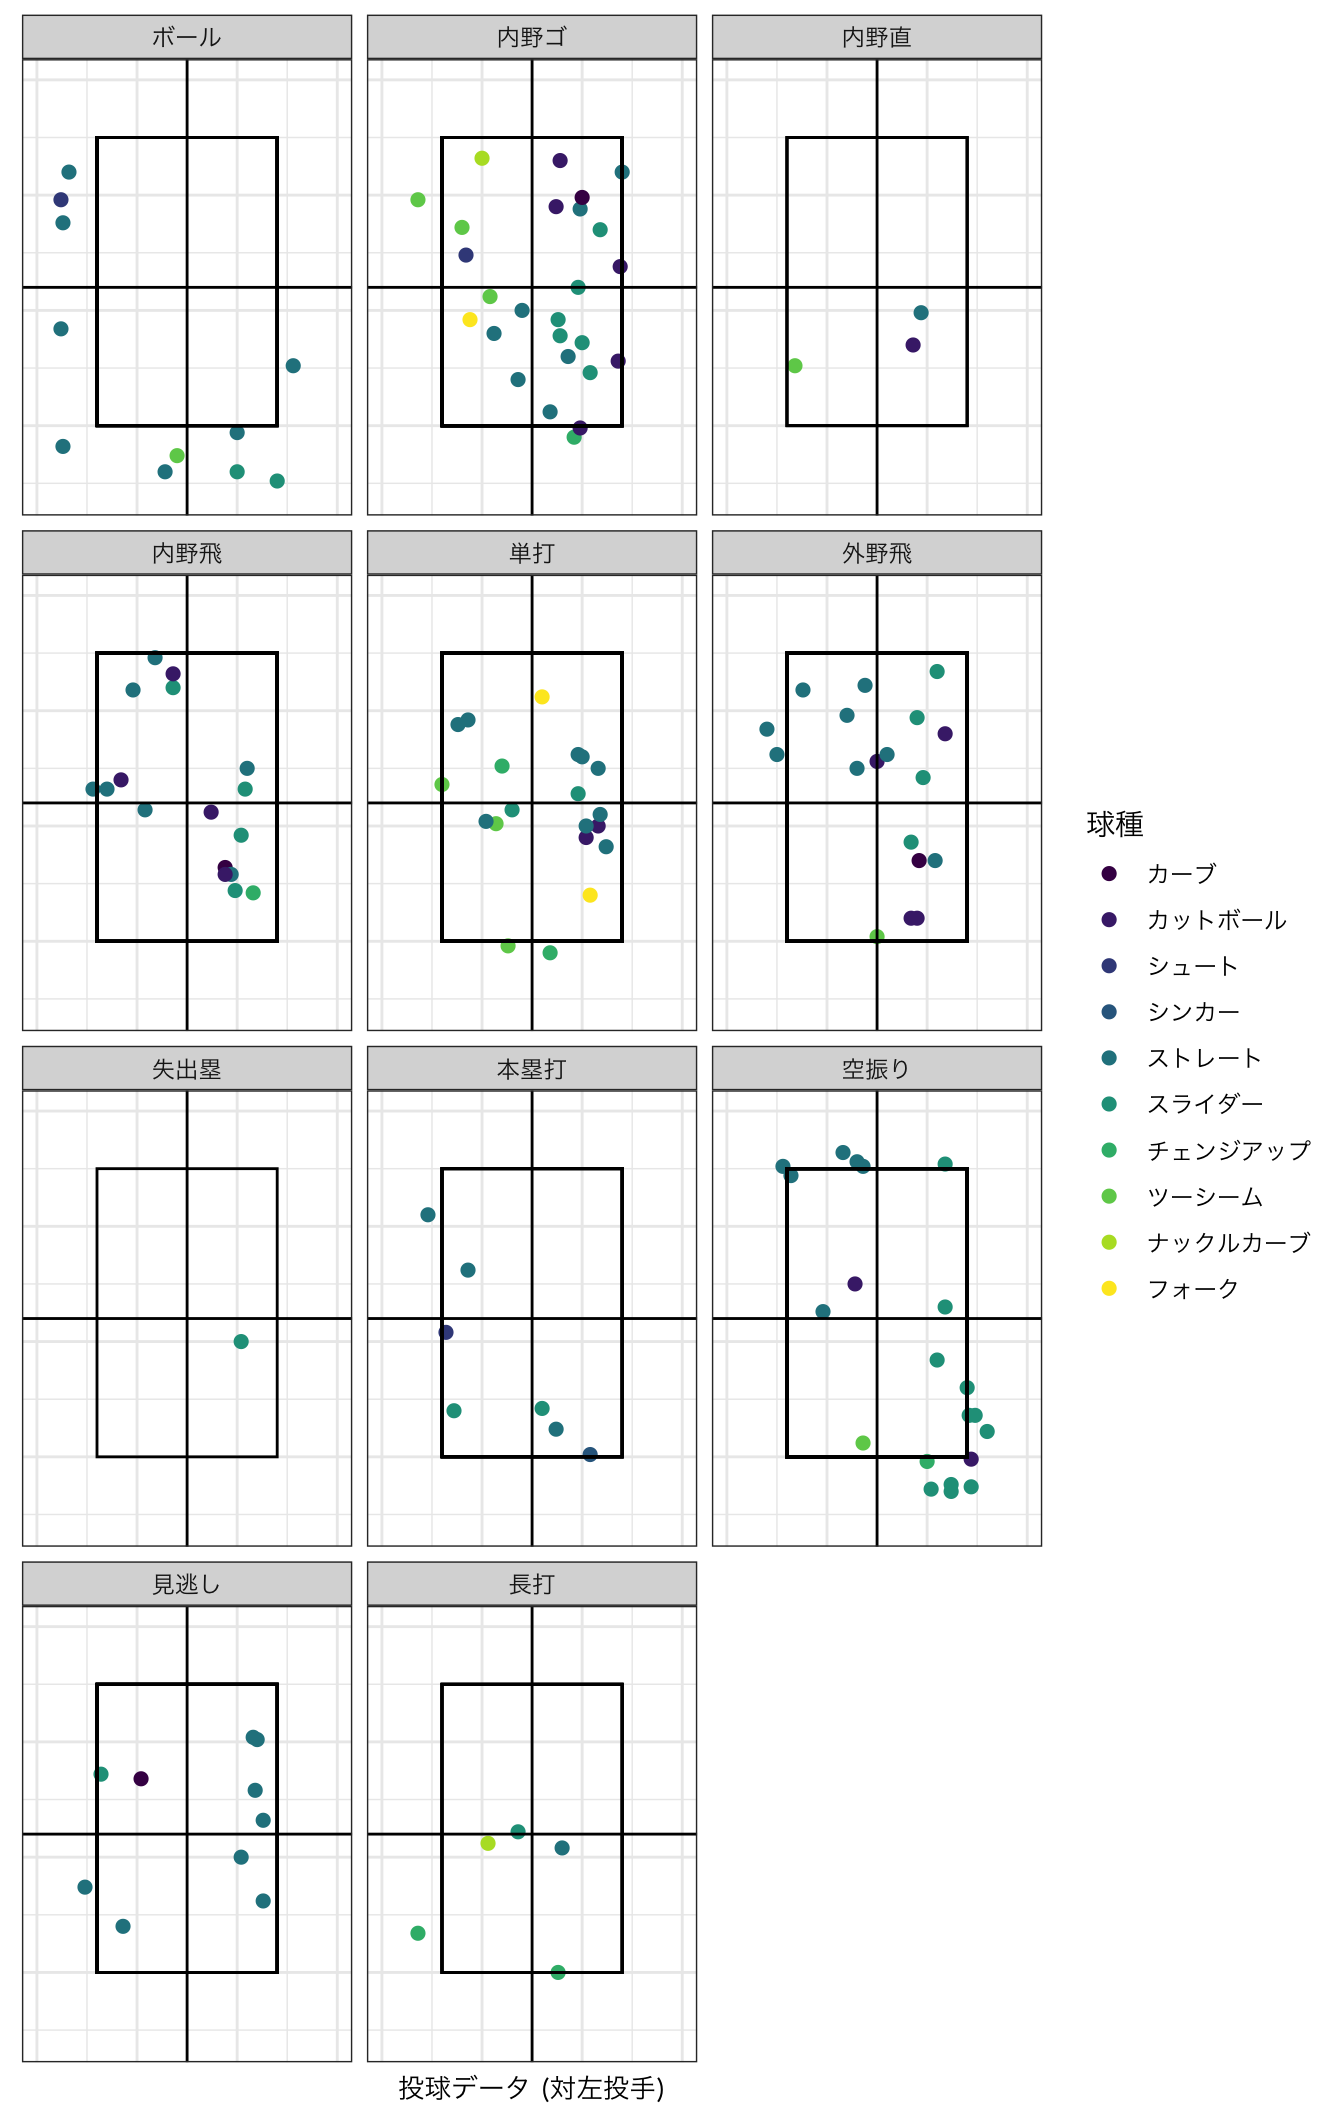 ボール
内野ゴ
内野直
内野飛
単打
外野飛
失出塁
本塁打
空振り
見逃し
長打
球種
カーブ
カットボール
シュート
シンカー
ストレート
スライダー
チェンジアップ
ツーシーム
ナックルカーブ
フォーク
投球データ (対左投手)